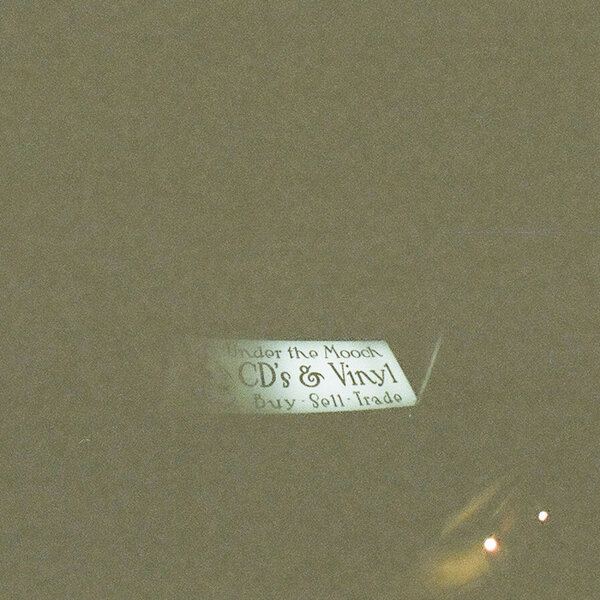 Under the Mooch
CD's & Vinyl
Buy · Sell · Trade